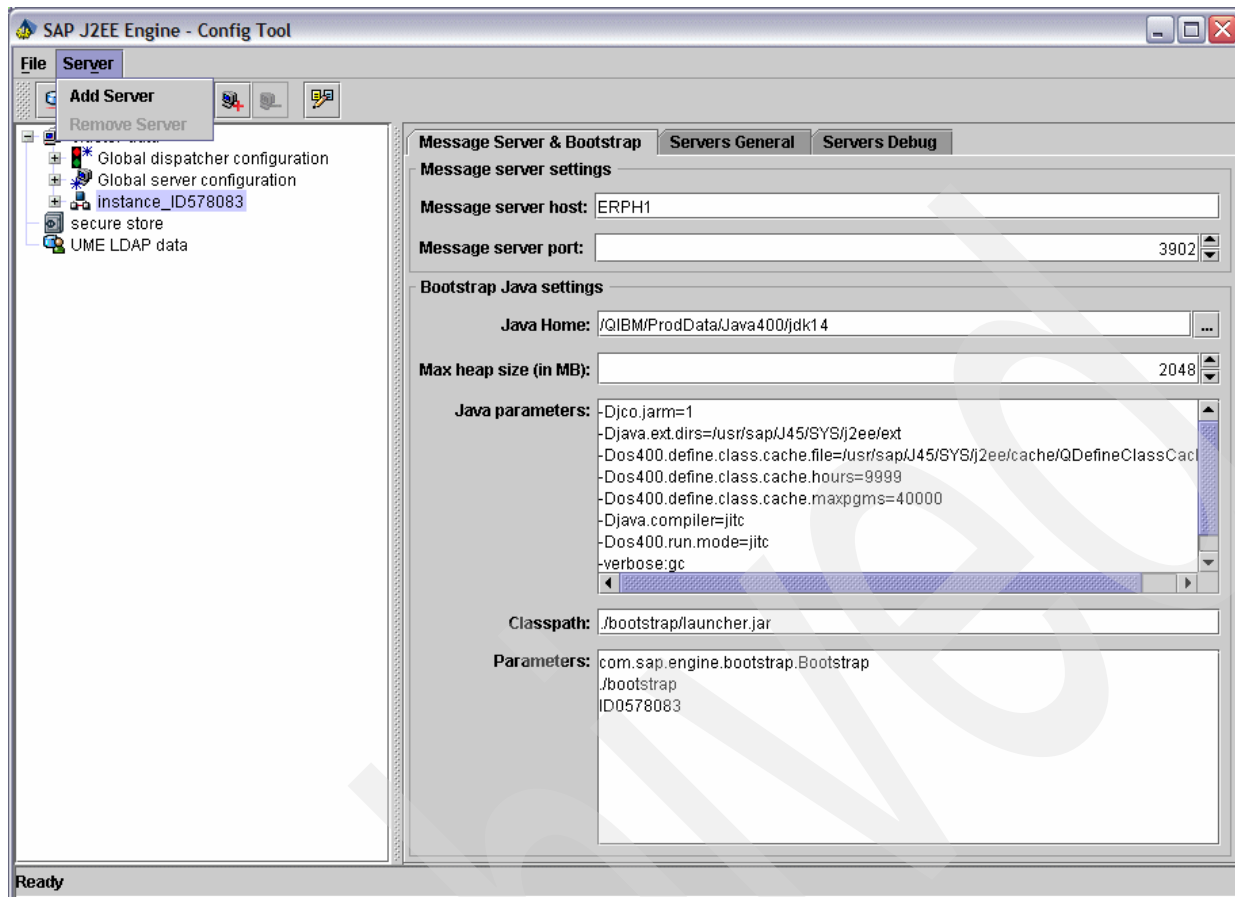 SAP J2EE Engine - Config Tool
File Server
Add Server
Remove Server
Global dispatcher configuration
Global server configuration
instance_ID578083
secure store
UME LDAP data
Message Server & Bootstrap Servers General Servers Debug
Message server settings
Message server host: ERPH1
Message server port: 3902
Bootstrap Java settings
Java Home: /QIBM/ProdData/Java400/jdk14 ...
Max heap size (in MB): 2048
Java parameters: -Djco.jarm=1
-Djava.ext.dirs=/usr/sap/J45/SYS/j2ee/ext
-Dos400.define.class.cache.file=/usr/sap/J45/SYS/j2ee/cache/QDefineClassCacl
-Dos400.define.class.cache.hours=9999
-Dos400.define.class.cache.maxpgms=40000
-Djava.compiler=jitc
-Dos400.run.mode=jitc
-verbose:gc
Classpath: ./bootstrap/launcher.jar
Parameters: com.sap.engine.bootstrap.Bootstrap
./bootstrap
ID0578083
Ready